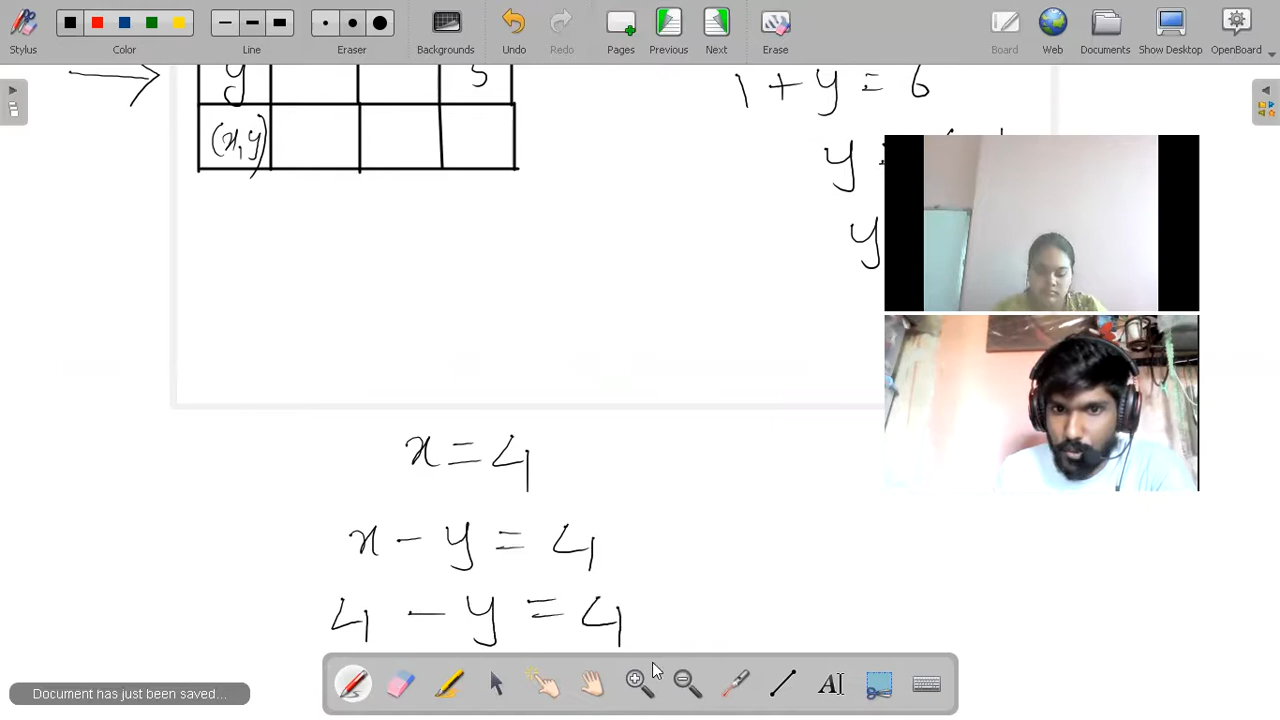 Stylus Color Line Eraser Backgrounds Undo Redo Pages Previous Next Erase Board Web Documents Show Desktop OpenBoard
y 5
(x,y)
1 + y = 6
y =
y
x = 4
x - y = 4
4 - y = 4
Document has just been saved...